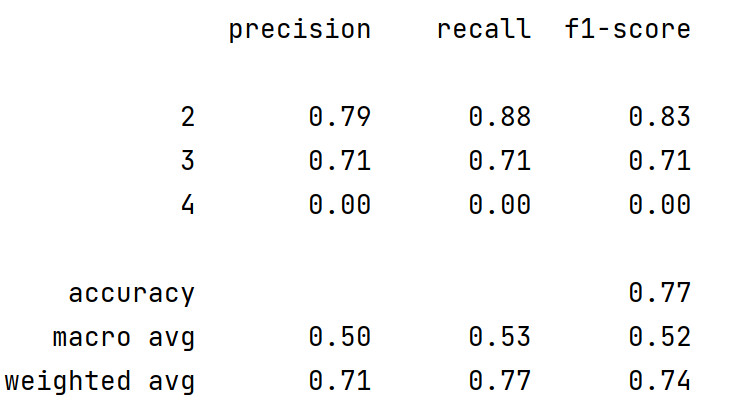 precision recall f1-score
2 0.79 0.88 0.83
3 0.71 0.71 0.71
4 0.00 0.00 0.00
accuracy 0.77
macro avg 0.50 0.53 0.52
weighted avg 0.71 0.77 0.74